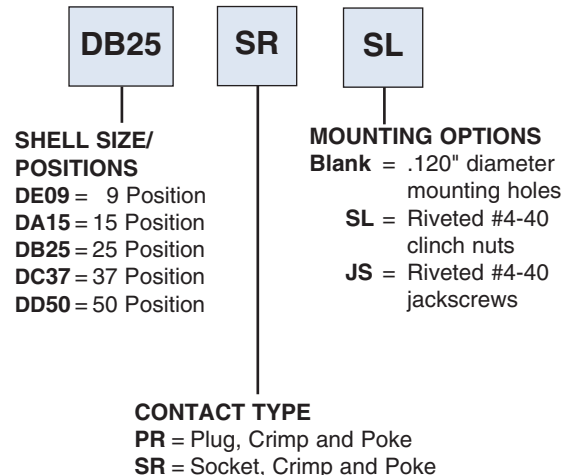 DB25 SR SL
SHELL SIZE/
POSITIONS
DE09 = 9 Position
DA15 = 15 Position
DB25 = 25 Position
DC37 = 37 Position
DD50 = 50 Position
MOUNTING OPTIONS
Blank = .120" diameter
mounting holes
SL = Riveted #4-40
clinch nuts
JS = Riveted #4-40
jackscrews
CONTACT TYPE
PR = Plug, Crimp and Poke
SR = Socket, Crimp and Poke